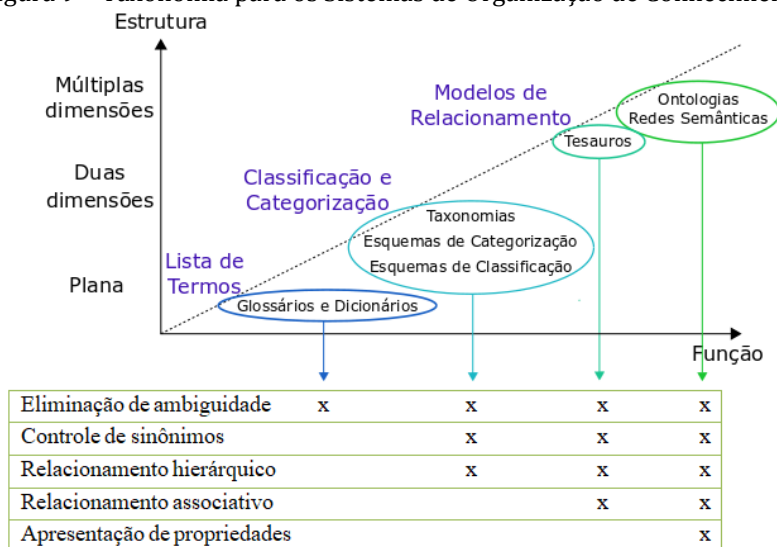 Estrutura
Múltiplas
dimensões
Duas
dimensões
Plana
Modelos de
Relacionamento
Ontologias
Redes Semânticas
Tesauros
Classificação e
Categorização
Taxonomias
Esquemas de Categorização
Esquemas de Classificação
Lista de
Termos
Glossários e Dicionários
Função
Eliminação de ambiguidade x x x x
Controle de sinônimos x x x
Relacionamento hierárquico x x x
Relacionamento associativo x x
Apresentação de propriedades x